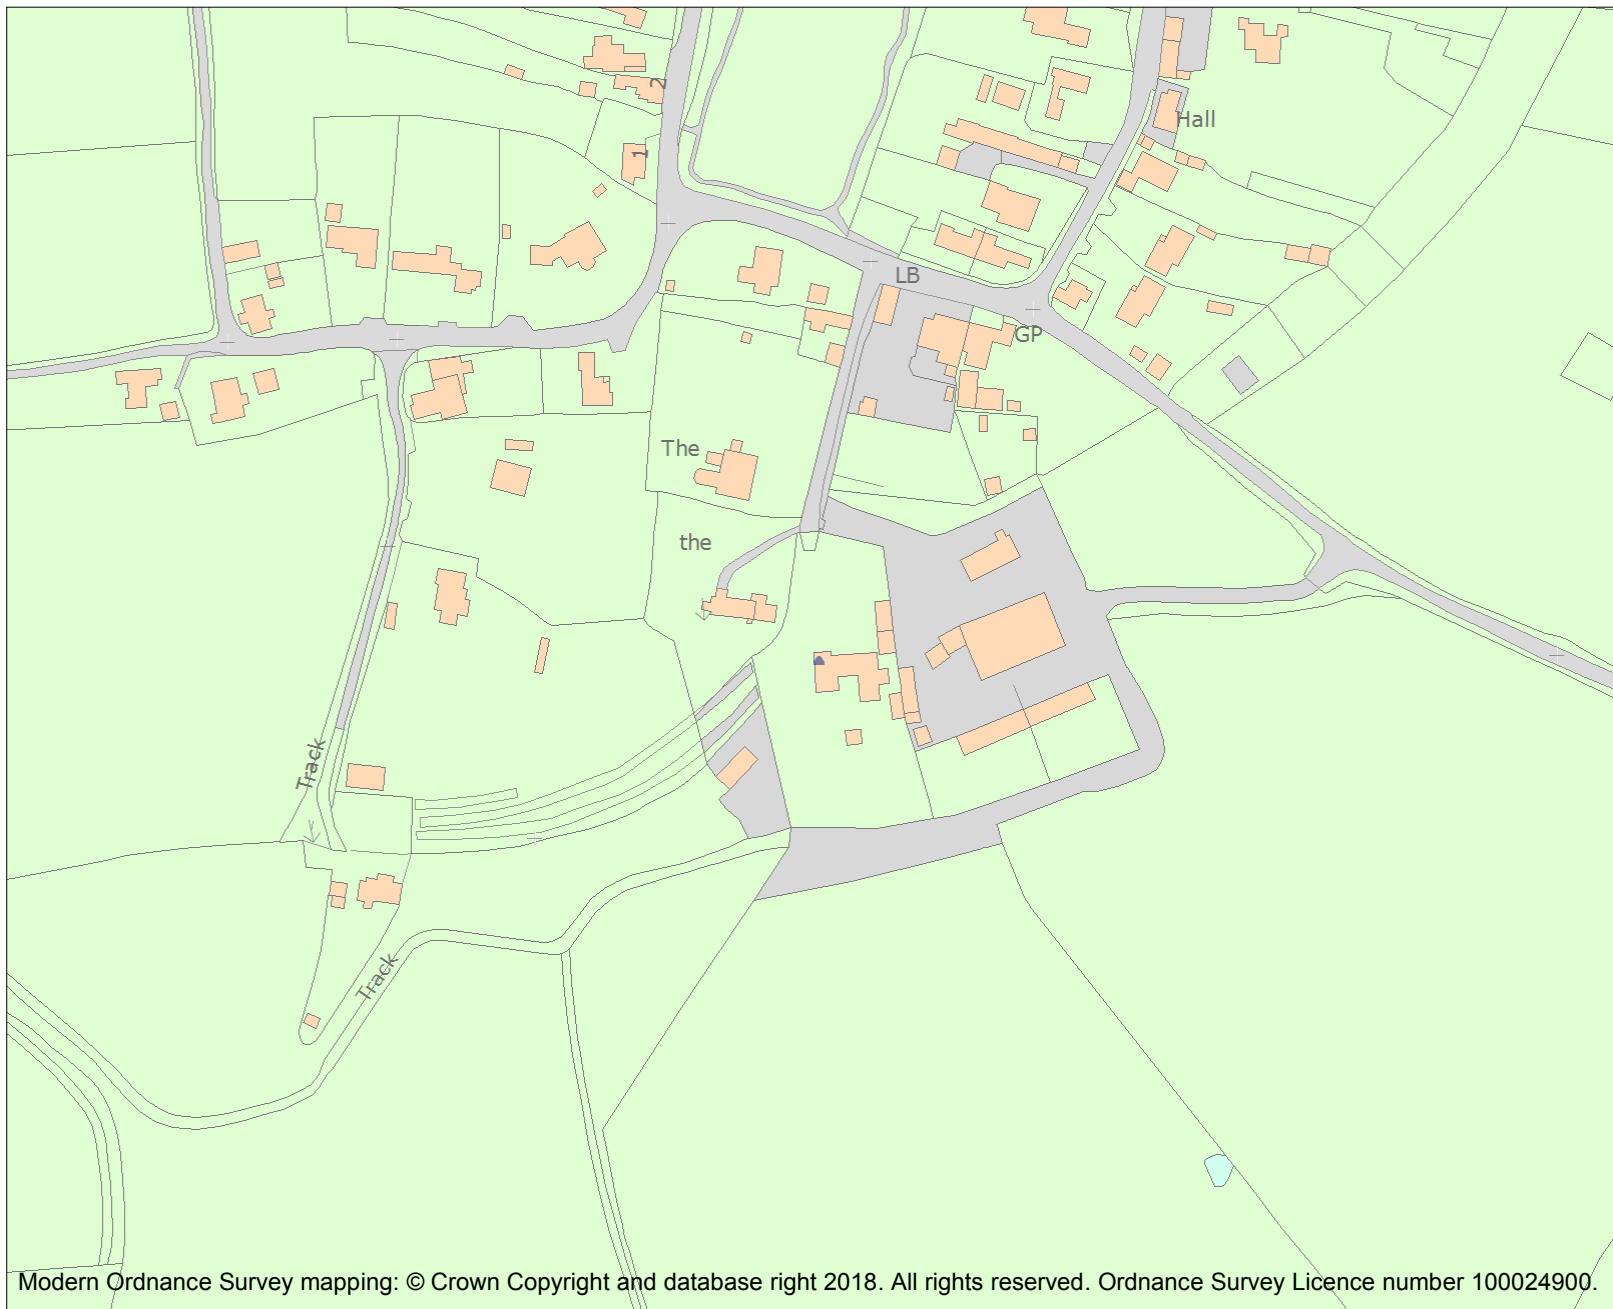 2
Hall
1
LB
GP
The
the
Track
Track
Modern Ordnance Survey mapping: © Crown Copyright and database right 2018. All rights reserved. Ordnance Survey Licence number 100024900.